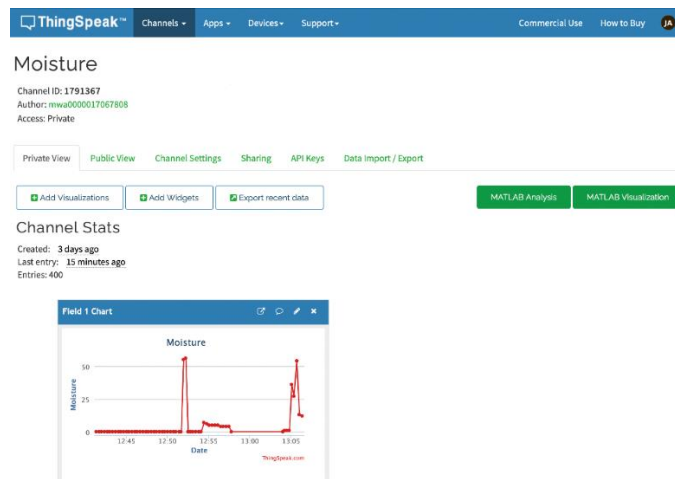 ThingSpeak™ Channels Apps Devices Support Commercial Use How to Buy JA
Moisture
Channel ID: 1791367
Author: mwa0000017067808
Access: Private
Private View Public View Channel Settings Sharing API Keys Data Import / Export
Add Visualizations Add Widgets Export recent data MATLAB Analysis MATLAB Visualization
Channel Stats
Created: 3 days ago
Last entry: 15 minutes ago
Entries: 400
Field 1 Chart
Moisture
50
25
0
Moisture
12:45 12:50 12:55 13:00 13:05
Date
ThingSpeak.com